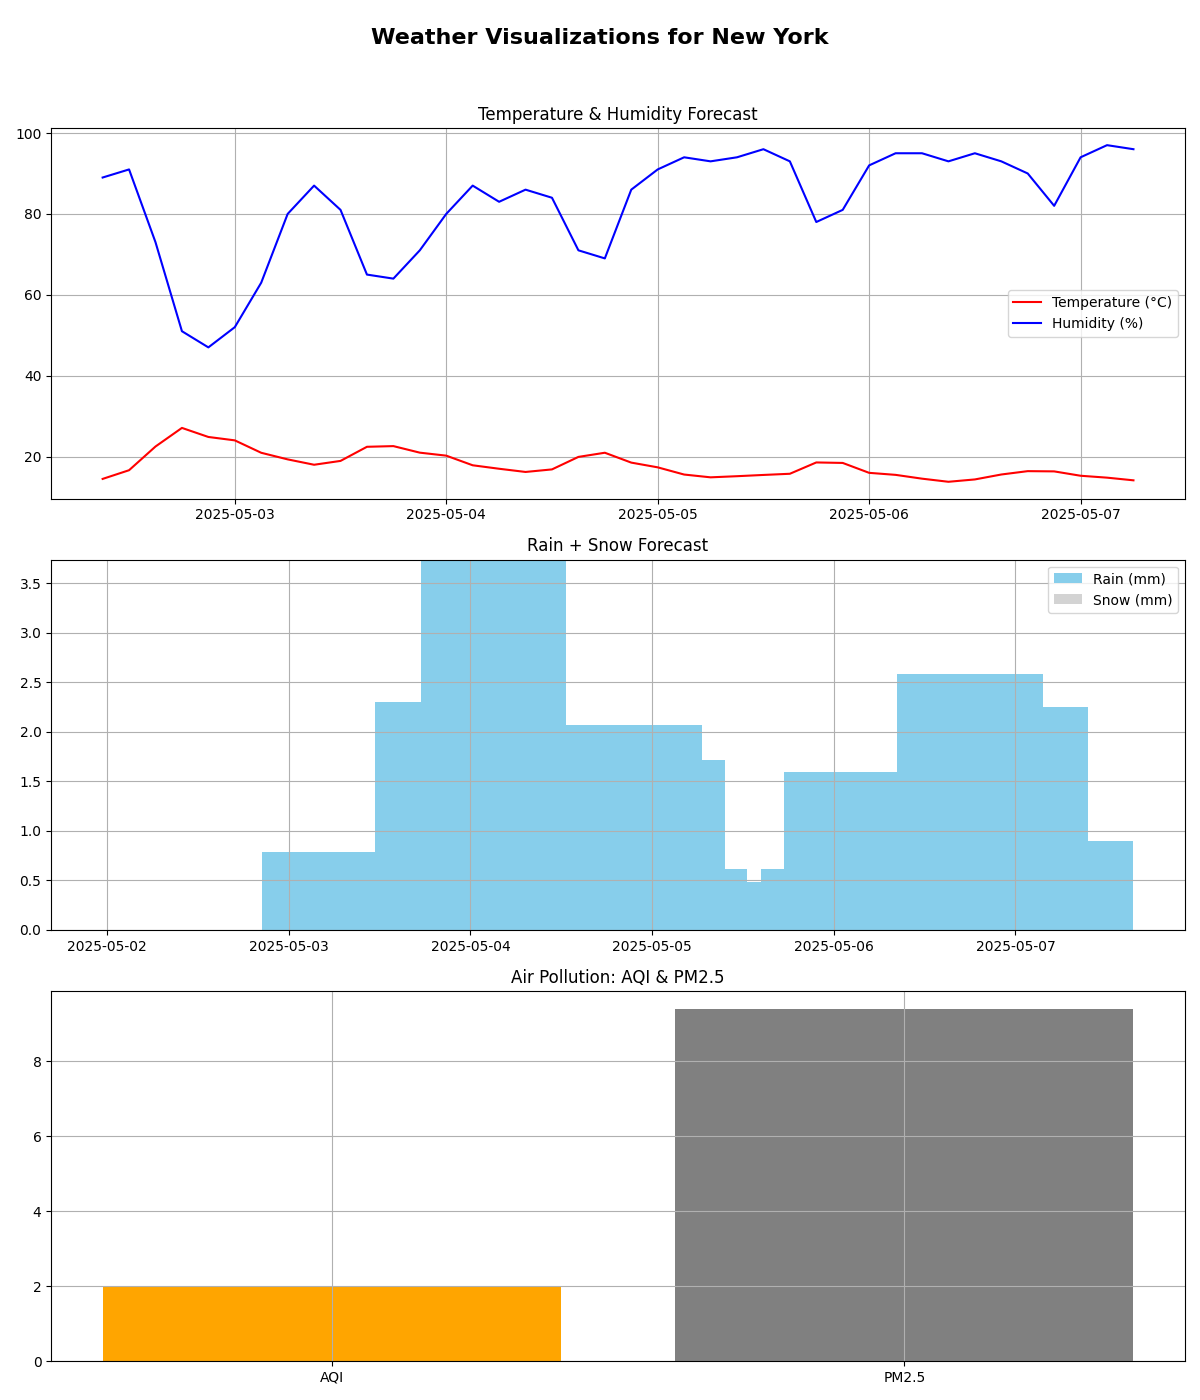 Weather Visualizations for New York
Temperature & Humidity Forecast
100
80
60
40
20
Temperature (°C)
Humidity (%)
2025-05-03 2025-05-04 2025-05-05 2025-05-06 2025-05-07
Rain + Snow Forecast
3.5
3.0
2.5
2.0
1.5
1.0
0.5
0.0
Rain (mm)
Snow (mm)
2025-05-02 2025-05-03 2025-05-04 2025-05-05 2025-05-06 2025-05-07
Air Pollution: AQI & PM2.5
8
6
4
2
0
AQI PM2.5